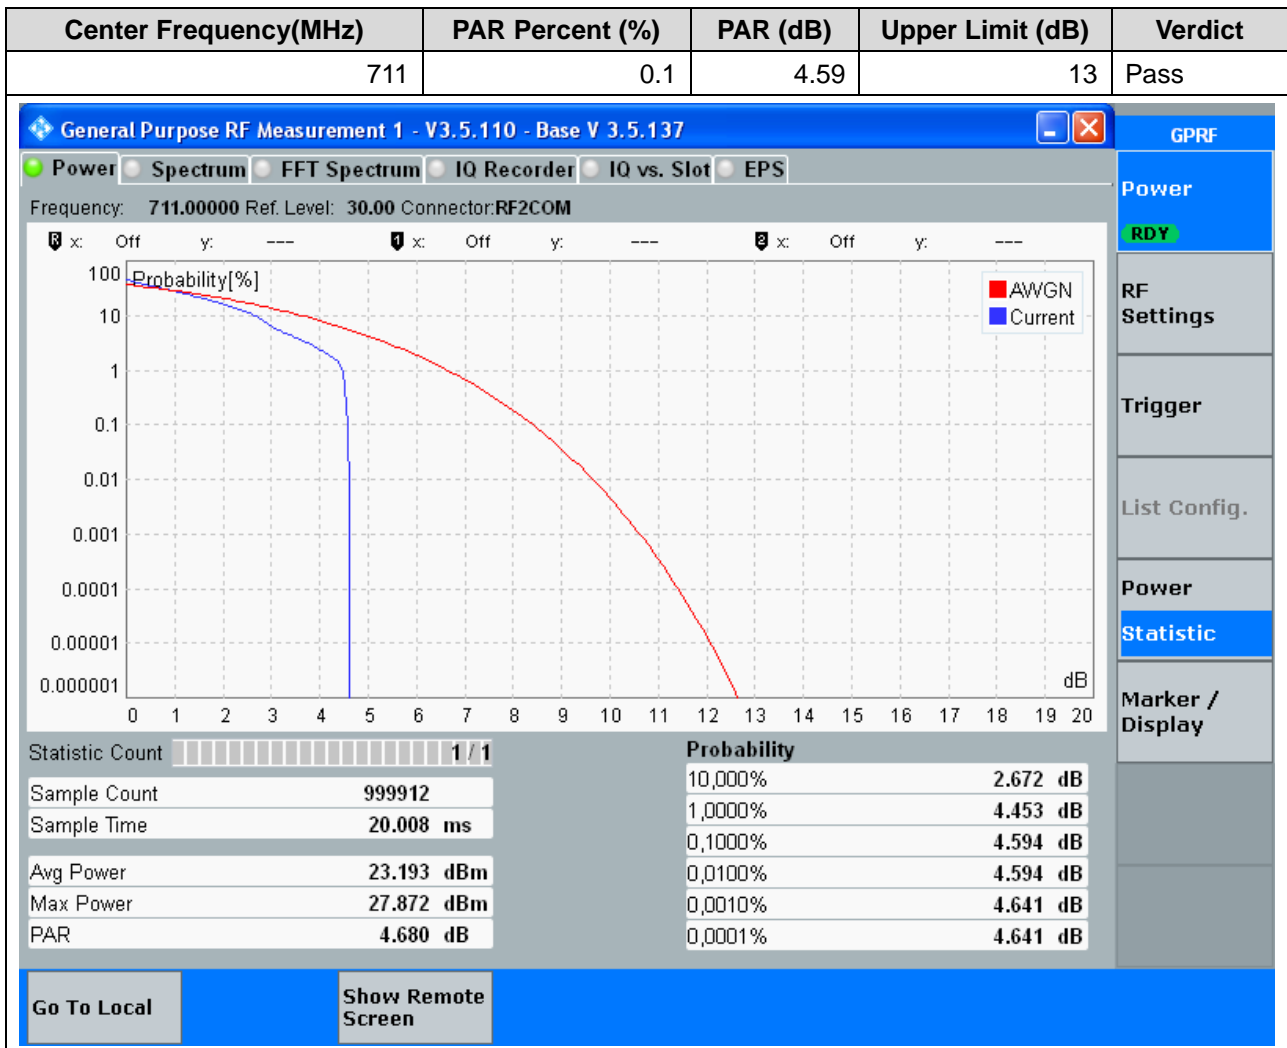 Center Frequency(MHz) PAR Percent (%) PAR (dB) Upper Limit (dB) Verdict
711 0.1 4.59 13 Pass
General Purpose RF Measurement 1 - V3.5.110 - Base V 3.5.137
GPRF
Power Spectrum FFT Spectrum IQ Recorder IQ vs. Slot EPS
Frequency: 711.00000 Ref. Level: 30.00 Connector:RF2COM
R x: Off y: --- 1 x: Off y: --- 2 x: Off y: ---
Probability[%]
AWGN
Current
100
10
1
0.1
0.01
0.001
0.0001
0.00001
0.000001
dB
0 1 2 3 4 5 6 7 8 9 10 11 12 13 14 15 16 17 18 19 20
Statistic Count 1 / 1
Sample Count 999912
Sample Time 20.008 ms
Avg Power 23.193 dBm
Max Power 27.872 dBm
PAR 4.680 dB
Probability
10,000% 2.672 dB
1,0000% 4.453 dB
0,1000% 4.594 dB
0,0100% 4.594 dB
0,0010% 4.641 dB
0,0001% 4.641 dB
Power
RDY
RF
Settings
Trigger
List Config.
Power
Statistic
Marker /
Display
Go To Local
Show Remote
Screen